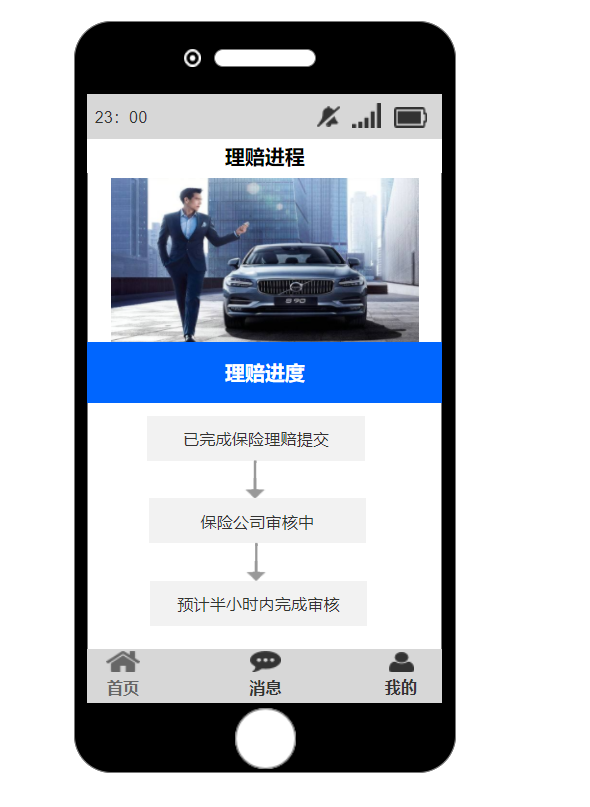 23：00
理赔进程
S 90
理赔进度
已完成保险理赔提交
保险公司审核中
预计半小时内完成审核
首页
消息
我的